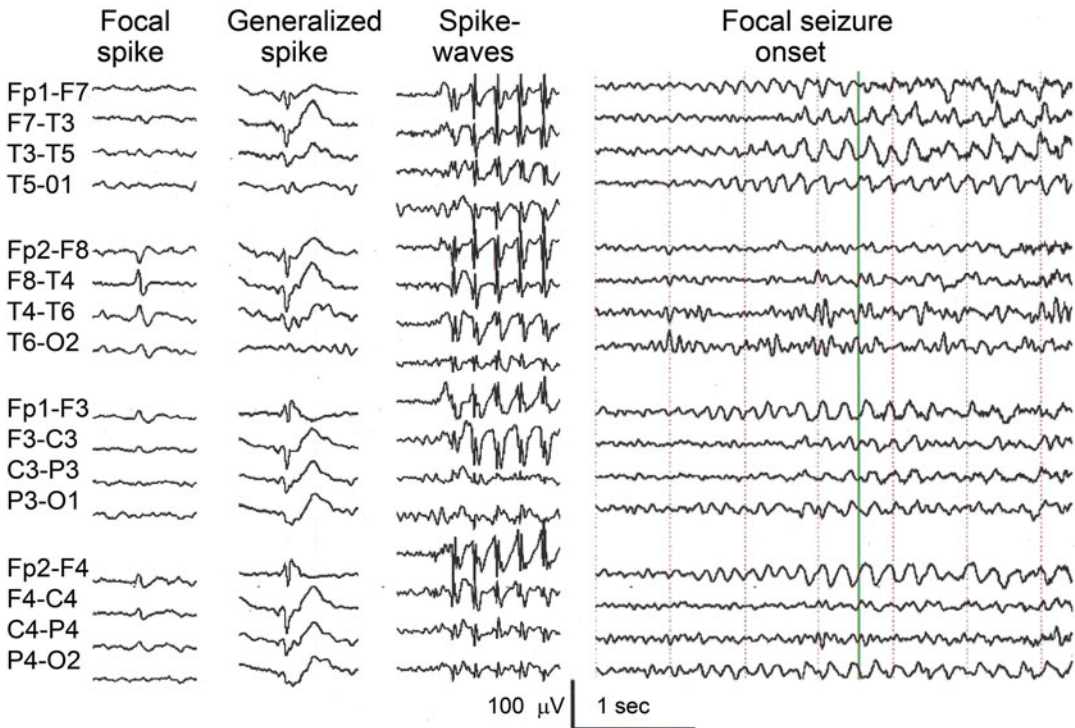 Focal spike
Generalized spike
Spike-waves
Focal seizure onset
Fp1-F7
F7-T3
T3-T5
T5-01
Fp2-F8
F8-T4
T4-T6
T6-O2
Fp1-F3
F3-C3
C3-P3
P3-O1
Fp2-F4
F4-C4
C4-P4
P4-O2
100 µV
1 sec